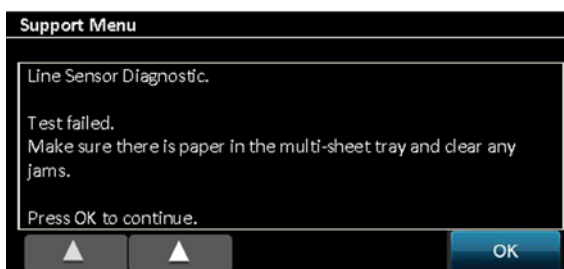 Support Menu
Line Sensor Diagnostic.
Test failed.
Make sure there is paper in the multi-sheet tray and clear any
jams.
Press OK to continue.
OK